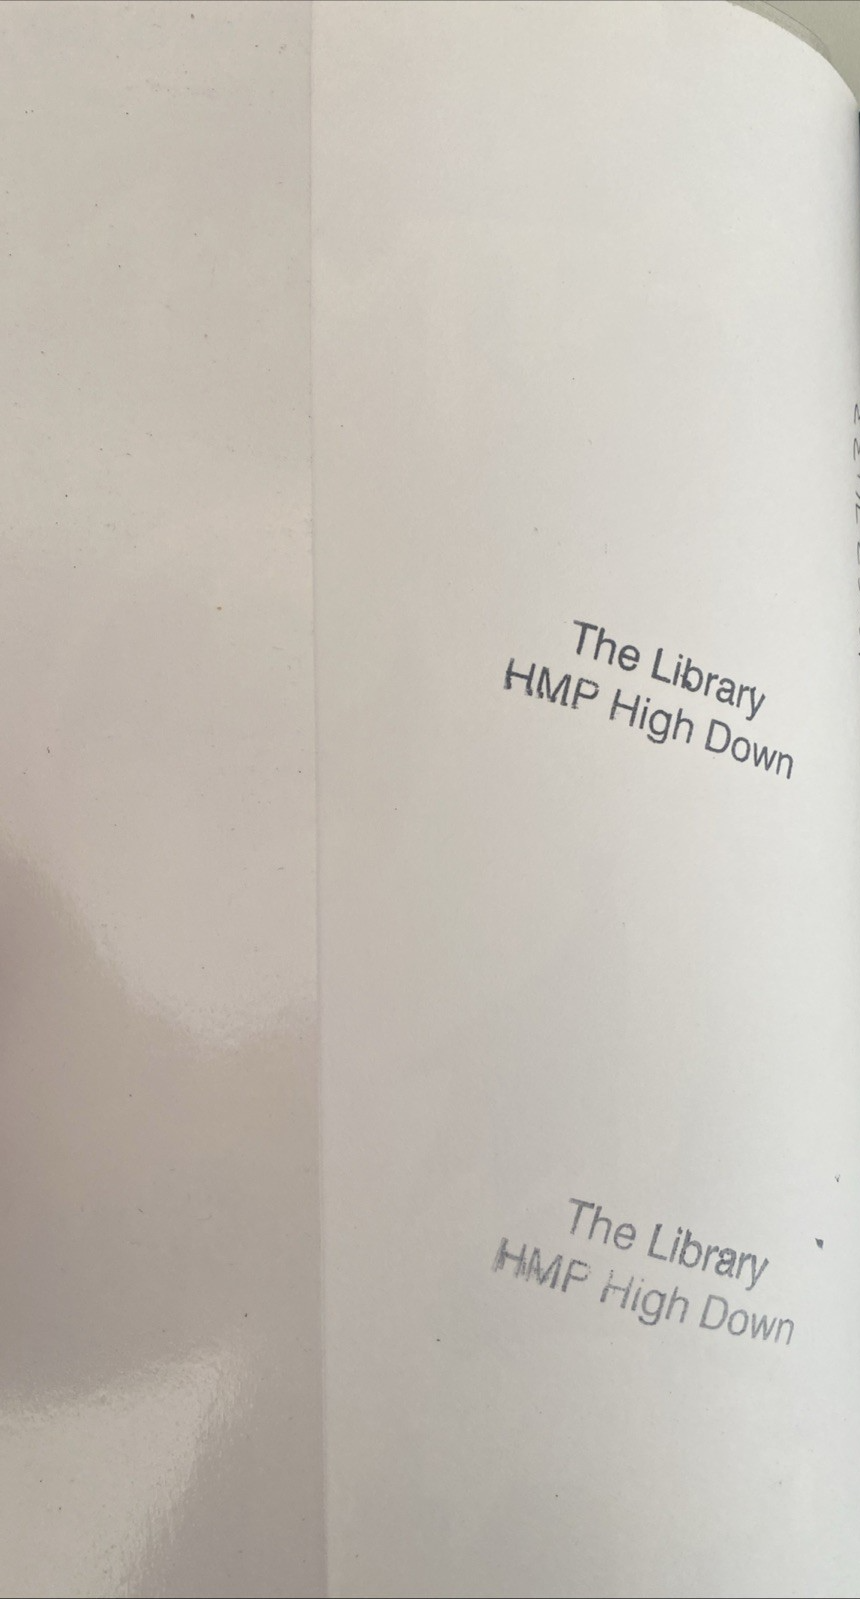 The Library
HMP High Down
The Library
HMP High Down